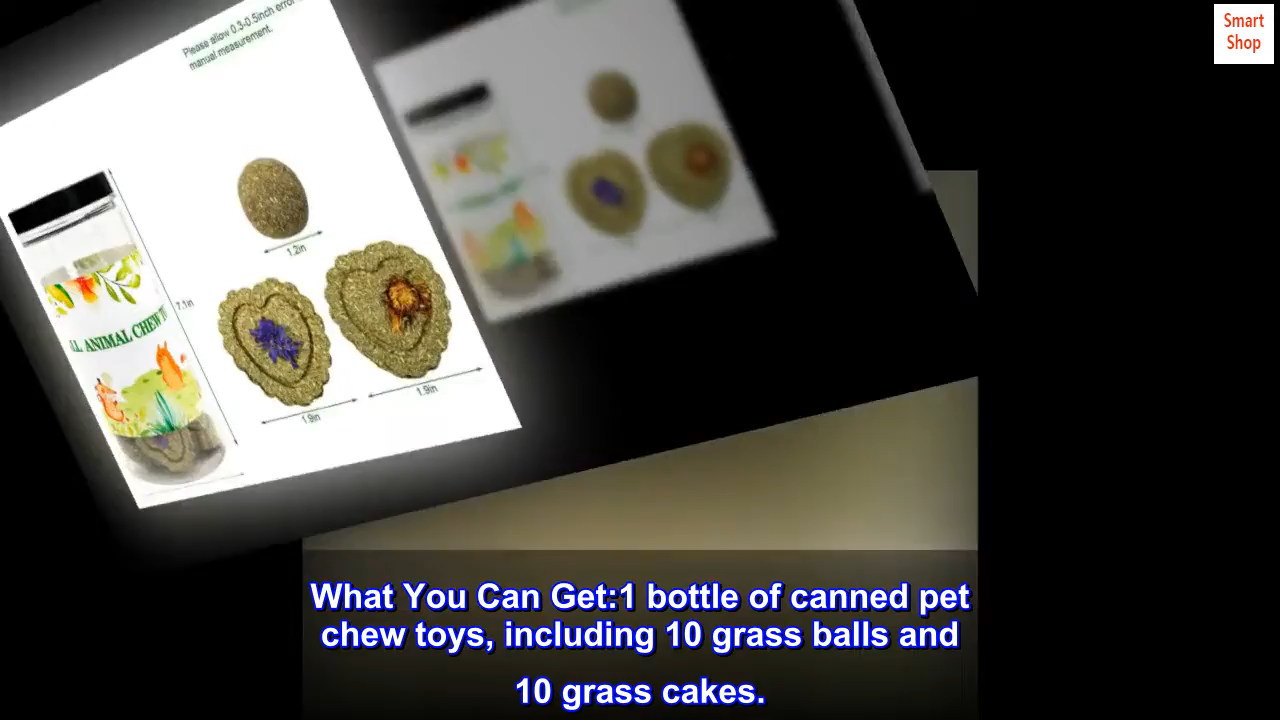 Smart
Shop
Please allow 0.3-0.5inch error
manual measurement.
1.2in
7.1in
ANIMAL CHEW
1.9in
1.9in
What You Can Get:1 bottle of canned pet
chew toys, including 10 grass balls and
10 grass cakes.